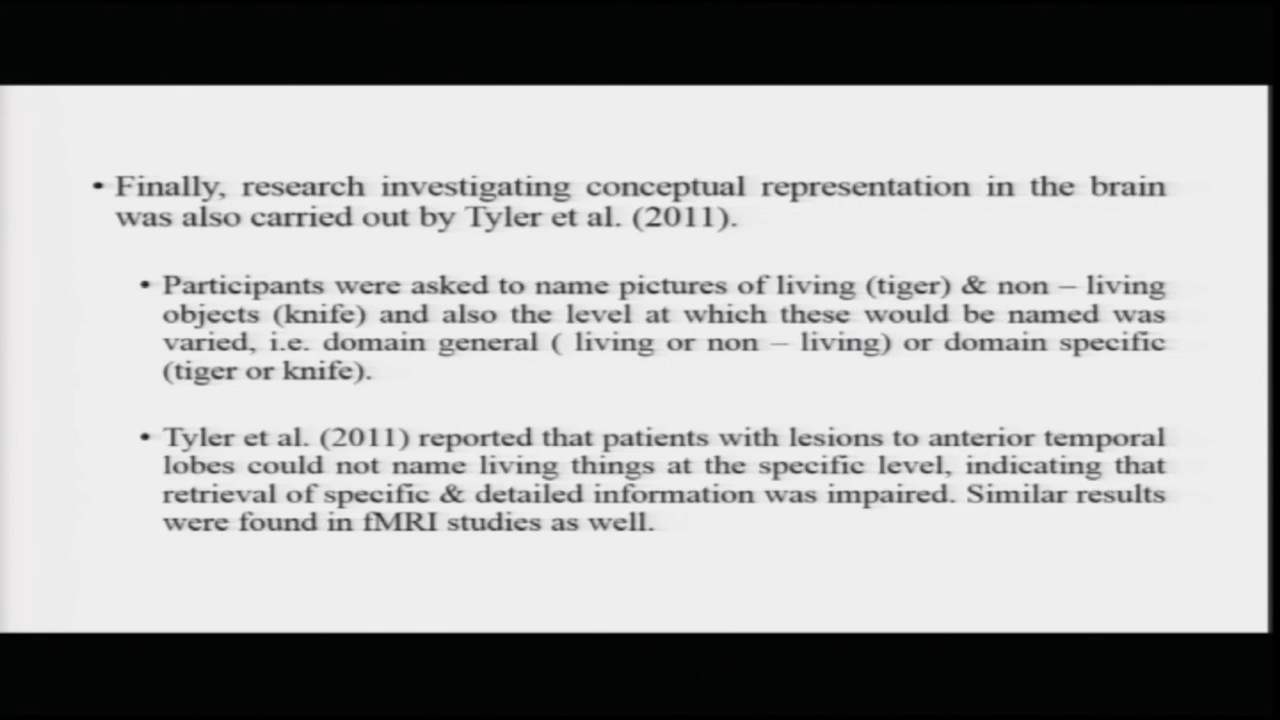 • Finally, research investigating conceptual representation in the brain
was also carried out by Tyler et al. (2011).
• Participants were asked to name pictures of living (tiger) & non – living
objects (knife) and also the level at which these would be named was
varied, i.e. domain general ( living or non – living) or domain specific
(tiger or knife).
• Tyler et al. (2011) reported that patients with lesions to anterior temporal
lobes could not name living things at the specific level, indicating that
retrieval of specific & detailed information was impaired. Similar results
were found in fMRI studies as well.